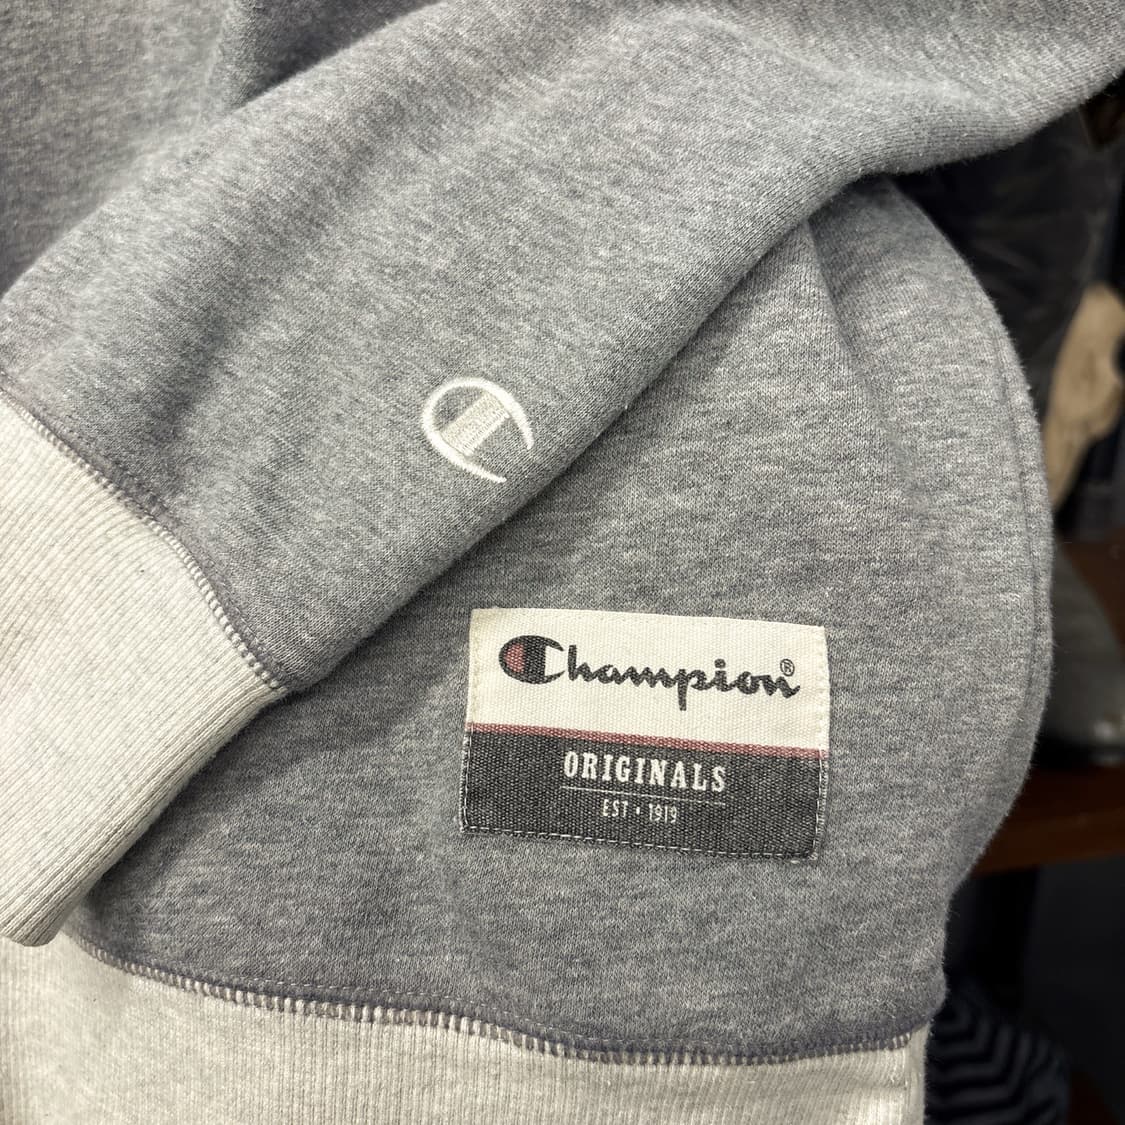 Champion®
ORIGINALS
EST • 1919